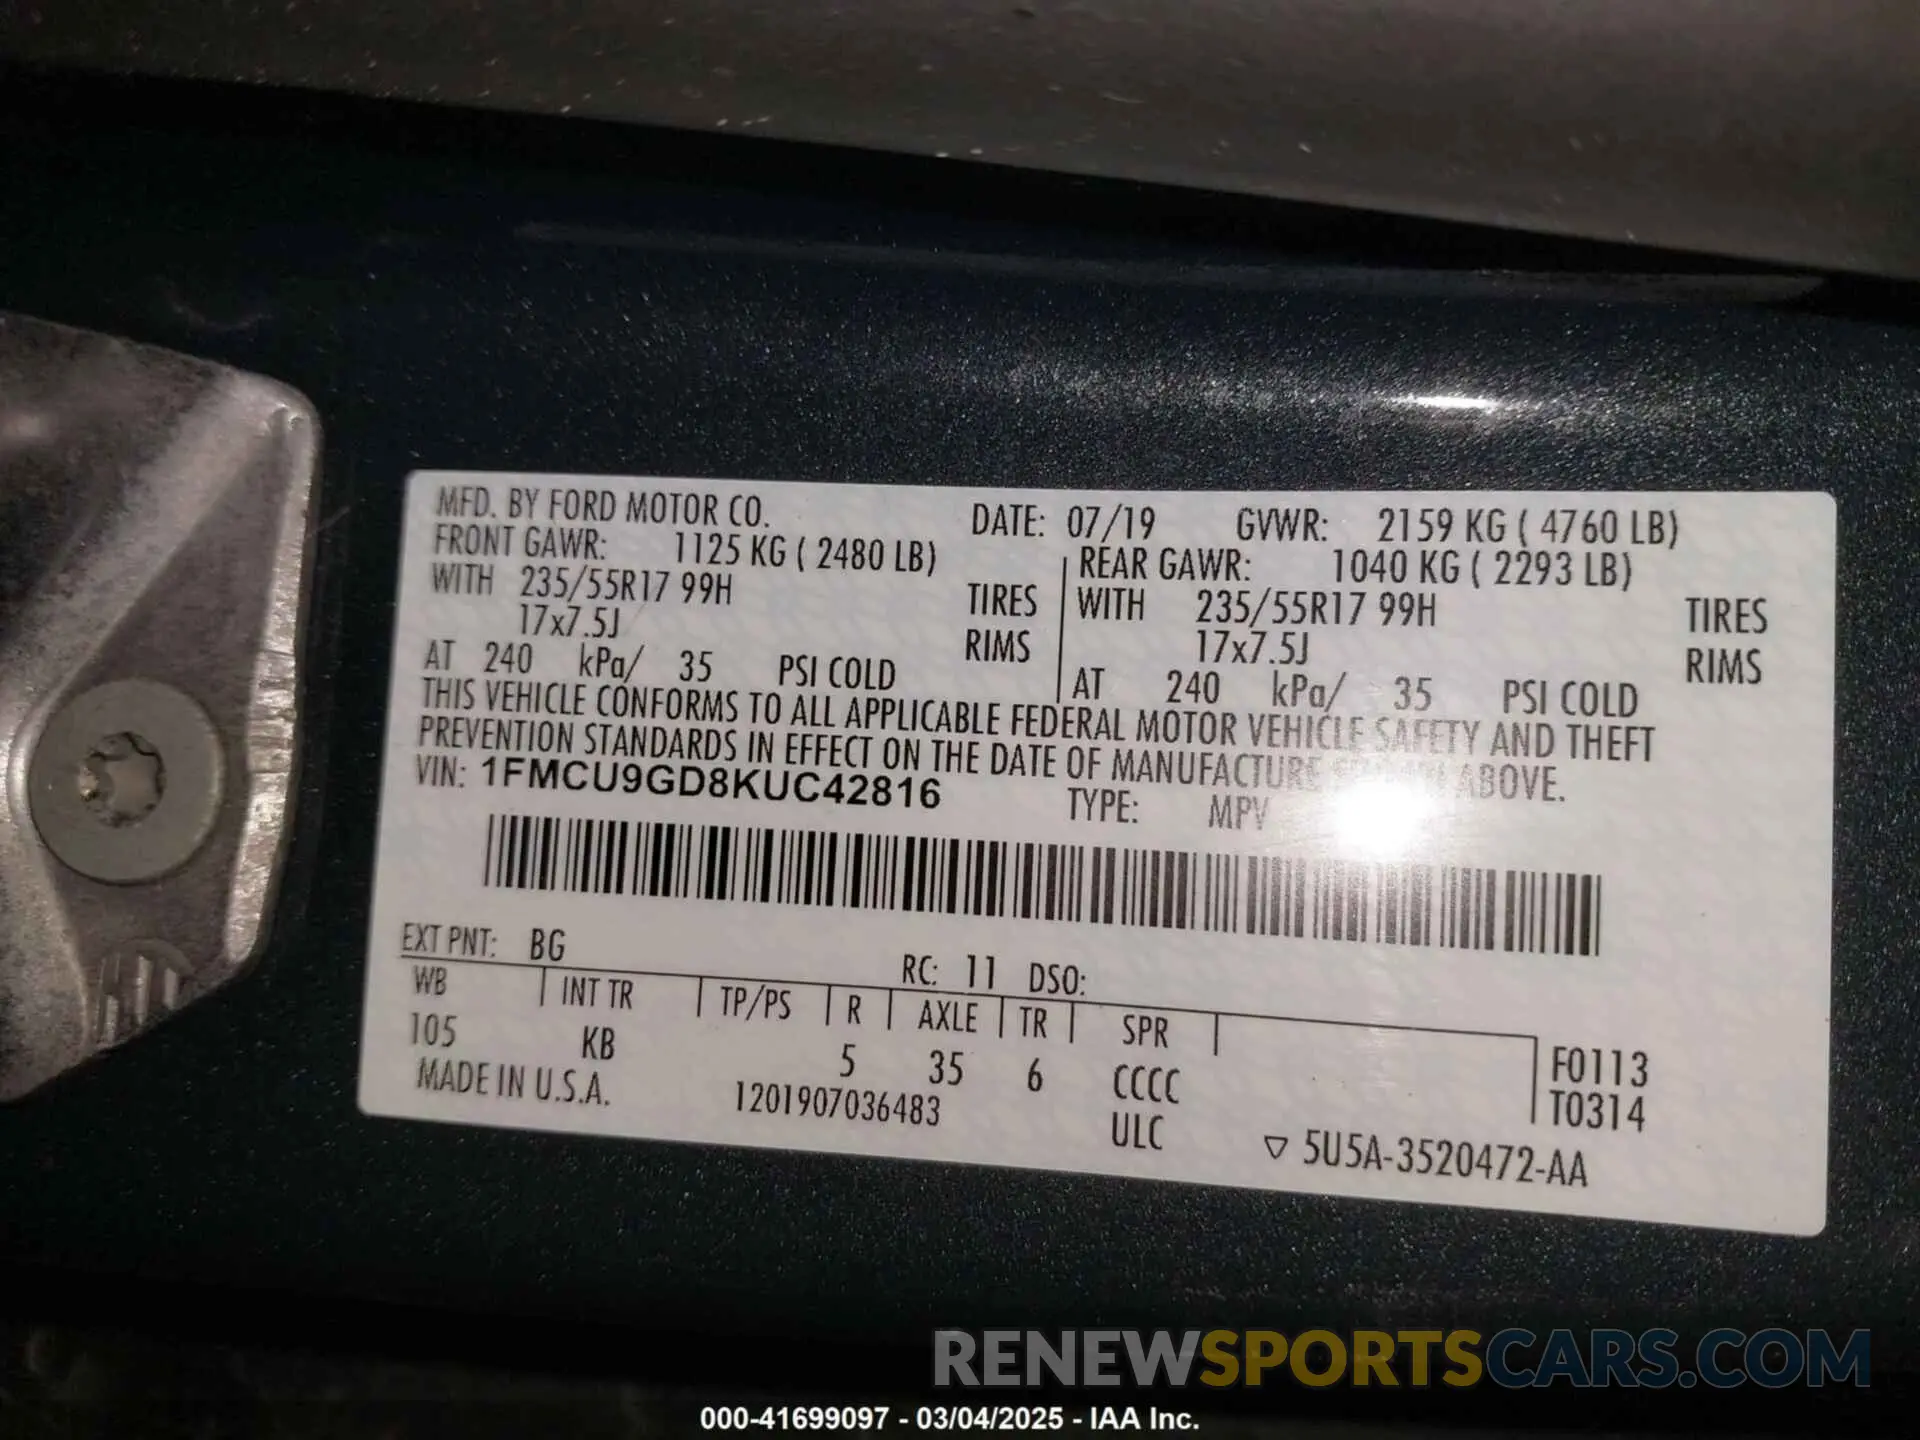 MFD. BY FORD MOTOR CO. DATE: 07/19 GVWR: 2159 KG ( 4760 LB)
FRONT GAWR: 1125 KG ( 2480 LB) REAR GAWR: 1040 KG ( 2293 LB)
WITH 235/55R17 99H TIRES WITH 235/55R17 99H TIRES
17x7.5J RIMS 17x7.5J RIMS
AT 240 kPa/ 35 PSI COLD AT 240 kPa/ 35 PSI COLD
THIS VEHICLE CONFORMS TO ALL APPLICABLE FEDERAL MOTOR VEHICLE SAFETY AND THEFT
PREVENTION STANDARDS IN EFFECT ON THE DATE OF MANUFACTURE ABOVE.
VIN: 1FMCU9GD8KUC42816 TYPE: MPV
EXT PNT: BG RC: 11 DSO:
WB INT TR TP/PS R AXLE TR SPR
105 KB 5 35 6 CCCC F0113
MADE IN U.S.A. 1201907036483 ULC T0314
▽ 5U5A-3520472-AA
RENEWSPORTSCARS.COM
000-41699097 - 03/04/2025 - IAA Inc.